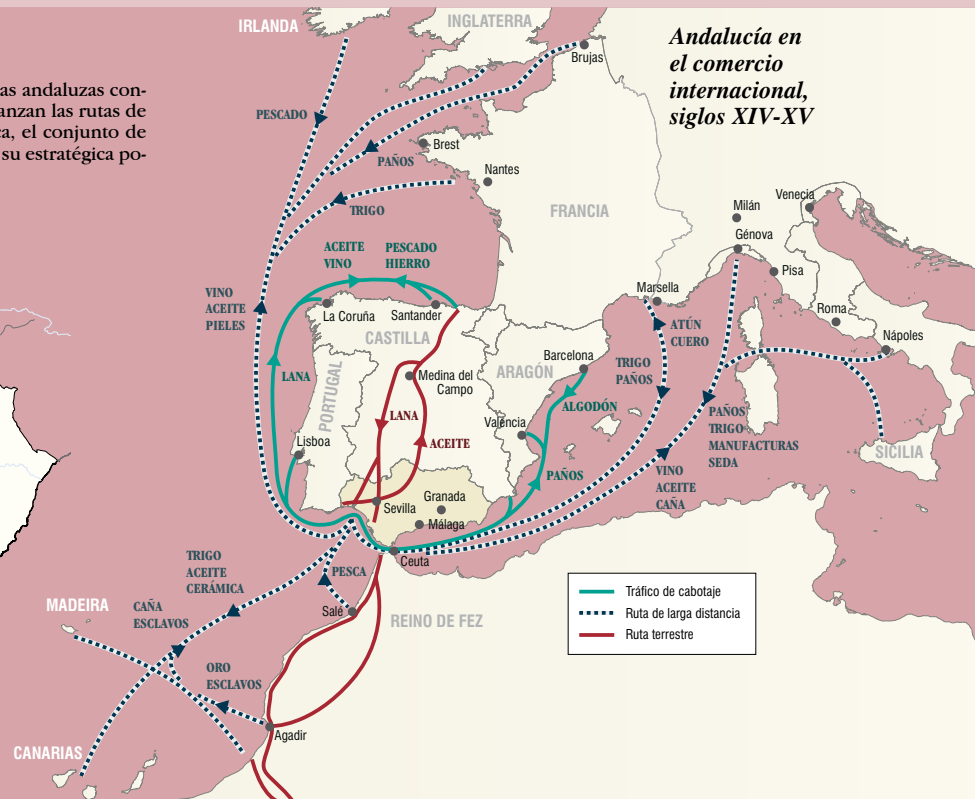 IRLANDA
INGLATERRA
Andalucía en
el comercio
internacional,
siglos XIV-XV
Brujas
as andaluzas con-
anzan las rutas de
ca, el conjunto de
su estratégica po-
PESCADO
Brest
PAÑOS
Nantes
TRIGO
FRANCIA
Venecia
Milán
Génova
Pisa
ACEITE
VINO
PESCADO
HIERRO
Marsella
VINO
ACEITE
PIELES
La Coruña
Santander
Roma
Nápoles
CASTILLA
ATÚN
CUERO
Barcelona
ARAGÓN
TRIGO
PAÑOS
LANA
PORTUGAL
Medina del
Campo
ALGODÓN
LANA
PAÑOS
TRIGO
MANUFACTURAS
SEDA
Valencia
Lisboa
ACEITE
SICILIA
PAÑOS
VINO
ACEITE
CAÑA
Granada
Sevilla
Málaga
Ceuta
TRIGO
ACEITE
CERÁMICA
PESCA
Tráfico de cabotaje
Ruta de larga distancia
Ruta terrestre
MADEIRA
CAÑA
ESCLAVOS
Salé
REINO DE FEZ
ORO
ESCLAVOS
Agadir
CANARIAS